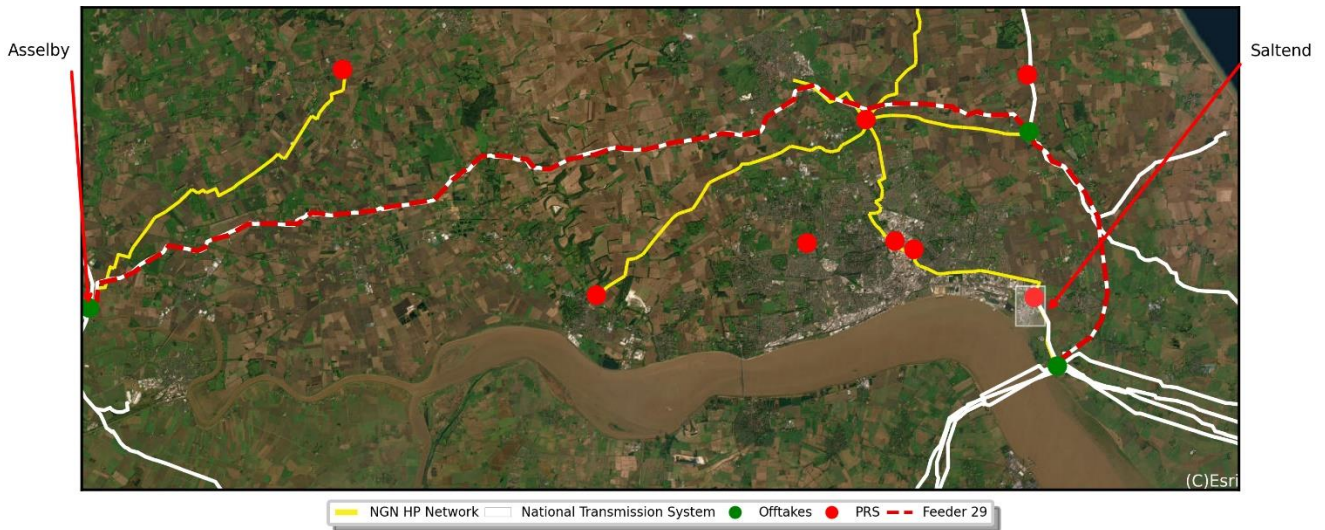 Asselby
Saltend
(C)Esri
NGN HP Network National Transmission System Offtakes PRS Feeder 29